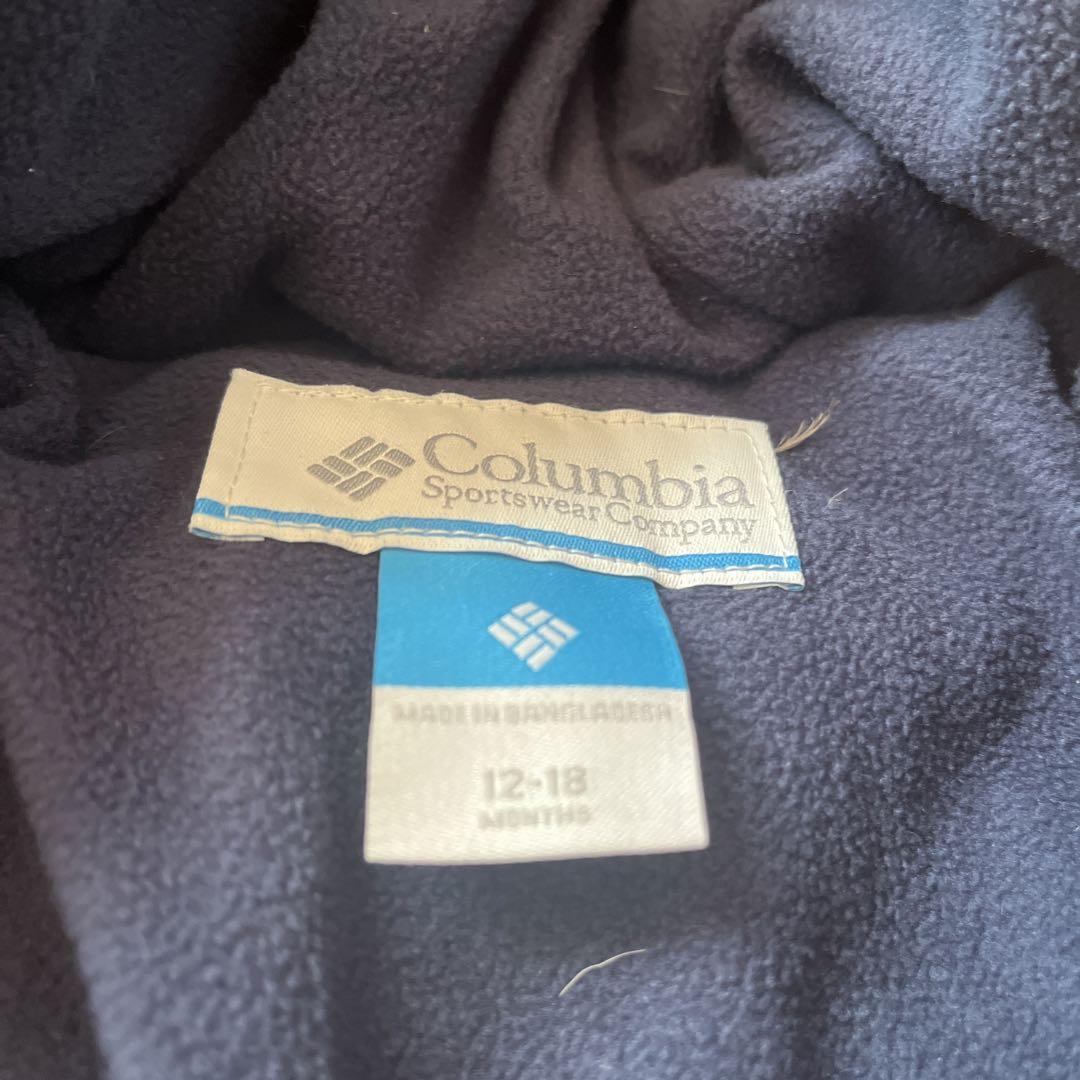 Columbia
Sportswear Company
MADE IN BANGLADESH
12-18
MONTHS